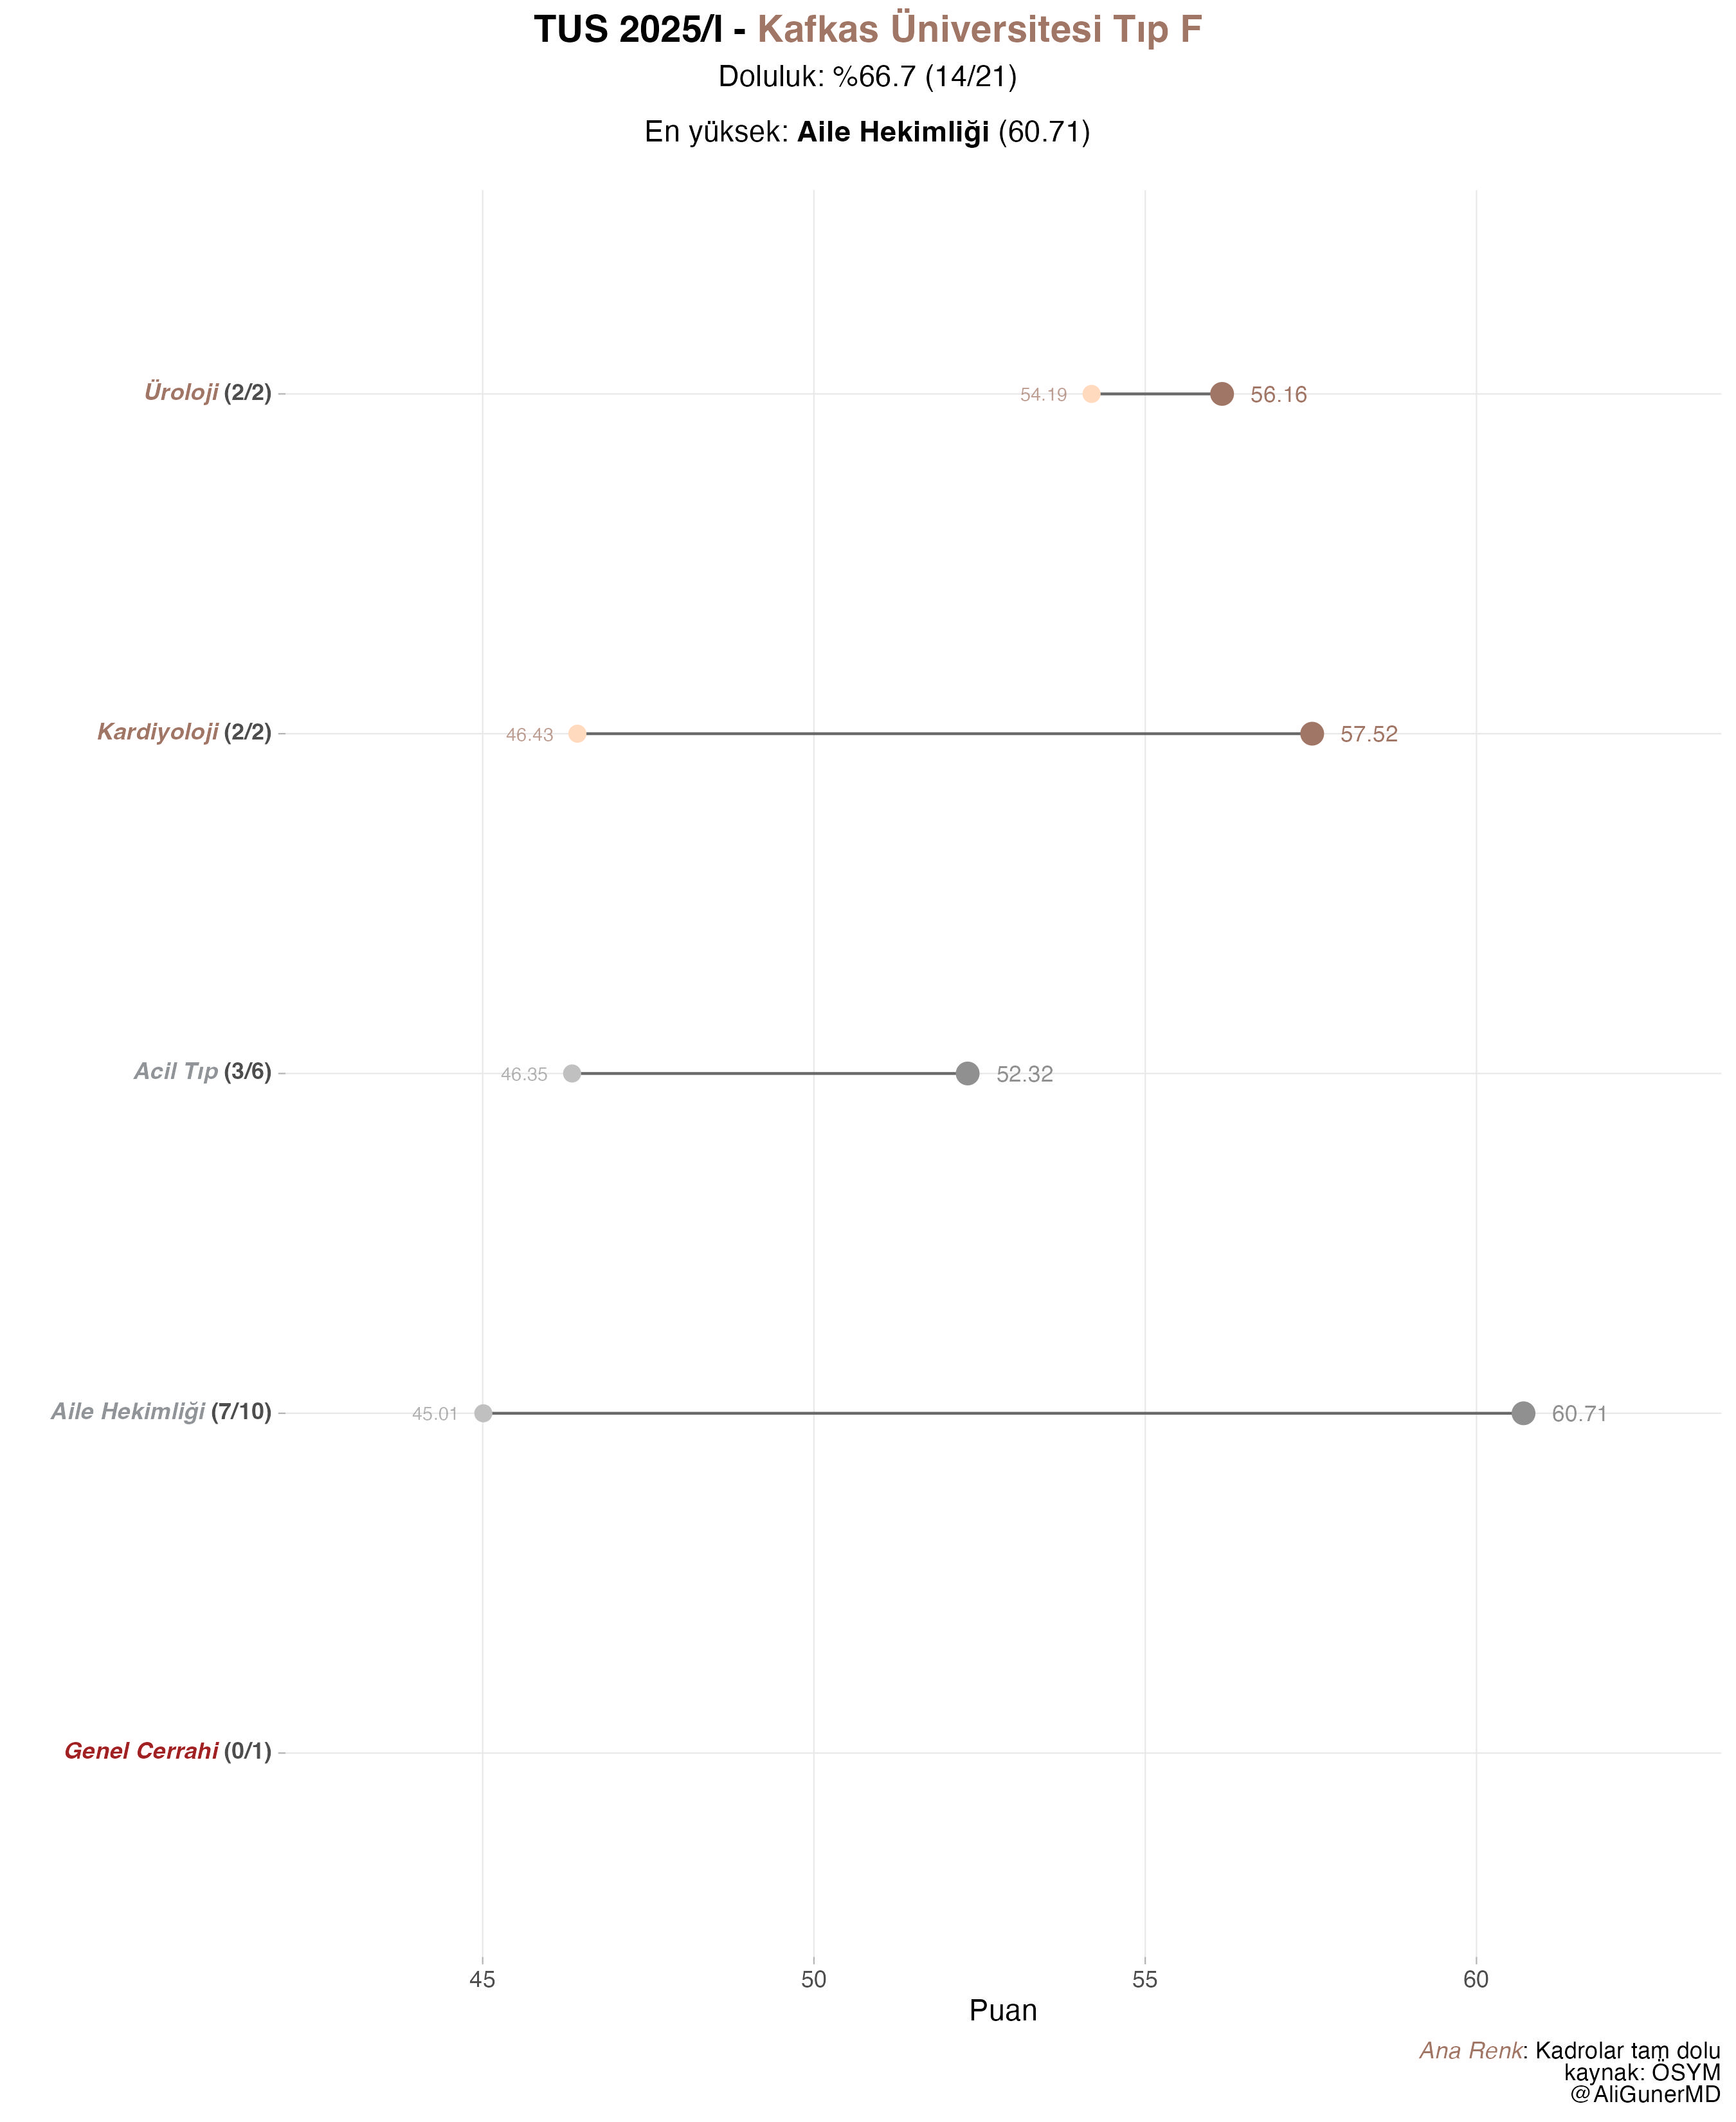 TUS 2025/I - Kafkas Üniversitesi Tıp F
Doluluk: %66.7 (14/21)
En yüksek: Aile Hekimliği (60.71)
Üroloji (2/2) 54.19 56.16
Kardiyoloji (2/2) 46.43 57.52
Acil Tıp (3/6) 46.35 52.32
Aile Hekimliği (7/10) 45.01 60.71
Genel Cerrahi (0/1)
45 50 55 60
Puan
Ana Renk: Kadrolar tam dolu
kaynak: ÖSYM
@AliGunerMD